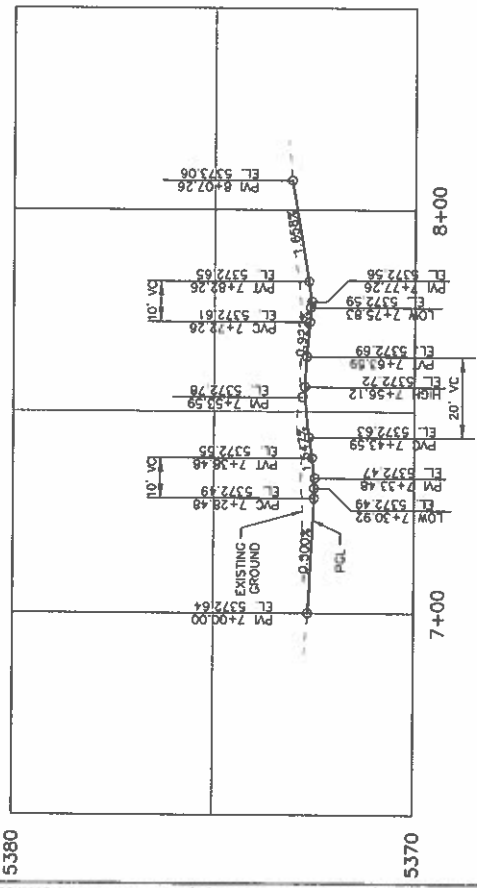 5380
5370
7+00
8+00
PVI 7+00.00
EL. 5372.64
EXISTING
GROUND
PGL
0.500%
10' VC
PVC 7+28.48
EL. 5372.49
LOW 7+30.92
EL. 5372.49
PVI 7+33.48
EL. 5372.47
PVT 7+38.48
EL. 5372.55
PVC 7+43.59
EL. 5372.63
PVI 7+53.59
EL. 5372.78
HIGH 7+56.12
EL. 5372.72
PVT 7+63.59
EL. 5372.69
20' VC
10' VC
PVC 7+72.26
EL. 5372.61
LOW 7+75.83
EL. 5372.59
PVI 7+77.26
EL. 5372.56
PVT 7+82.26
EL. 5372.65
1.658%
PVI 8+07.26
EL. 5373.06